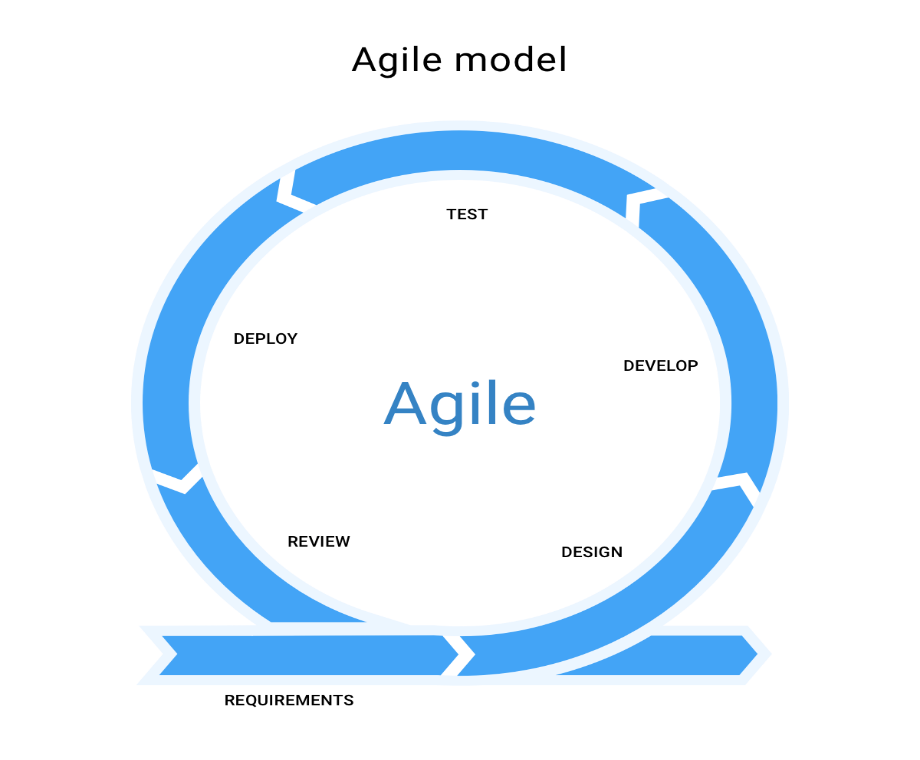 Agile model
TEST
DEPLOY
DEVELOP
Agile
REVIEW
DESIGN
REQUIREMENTS